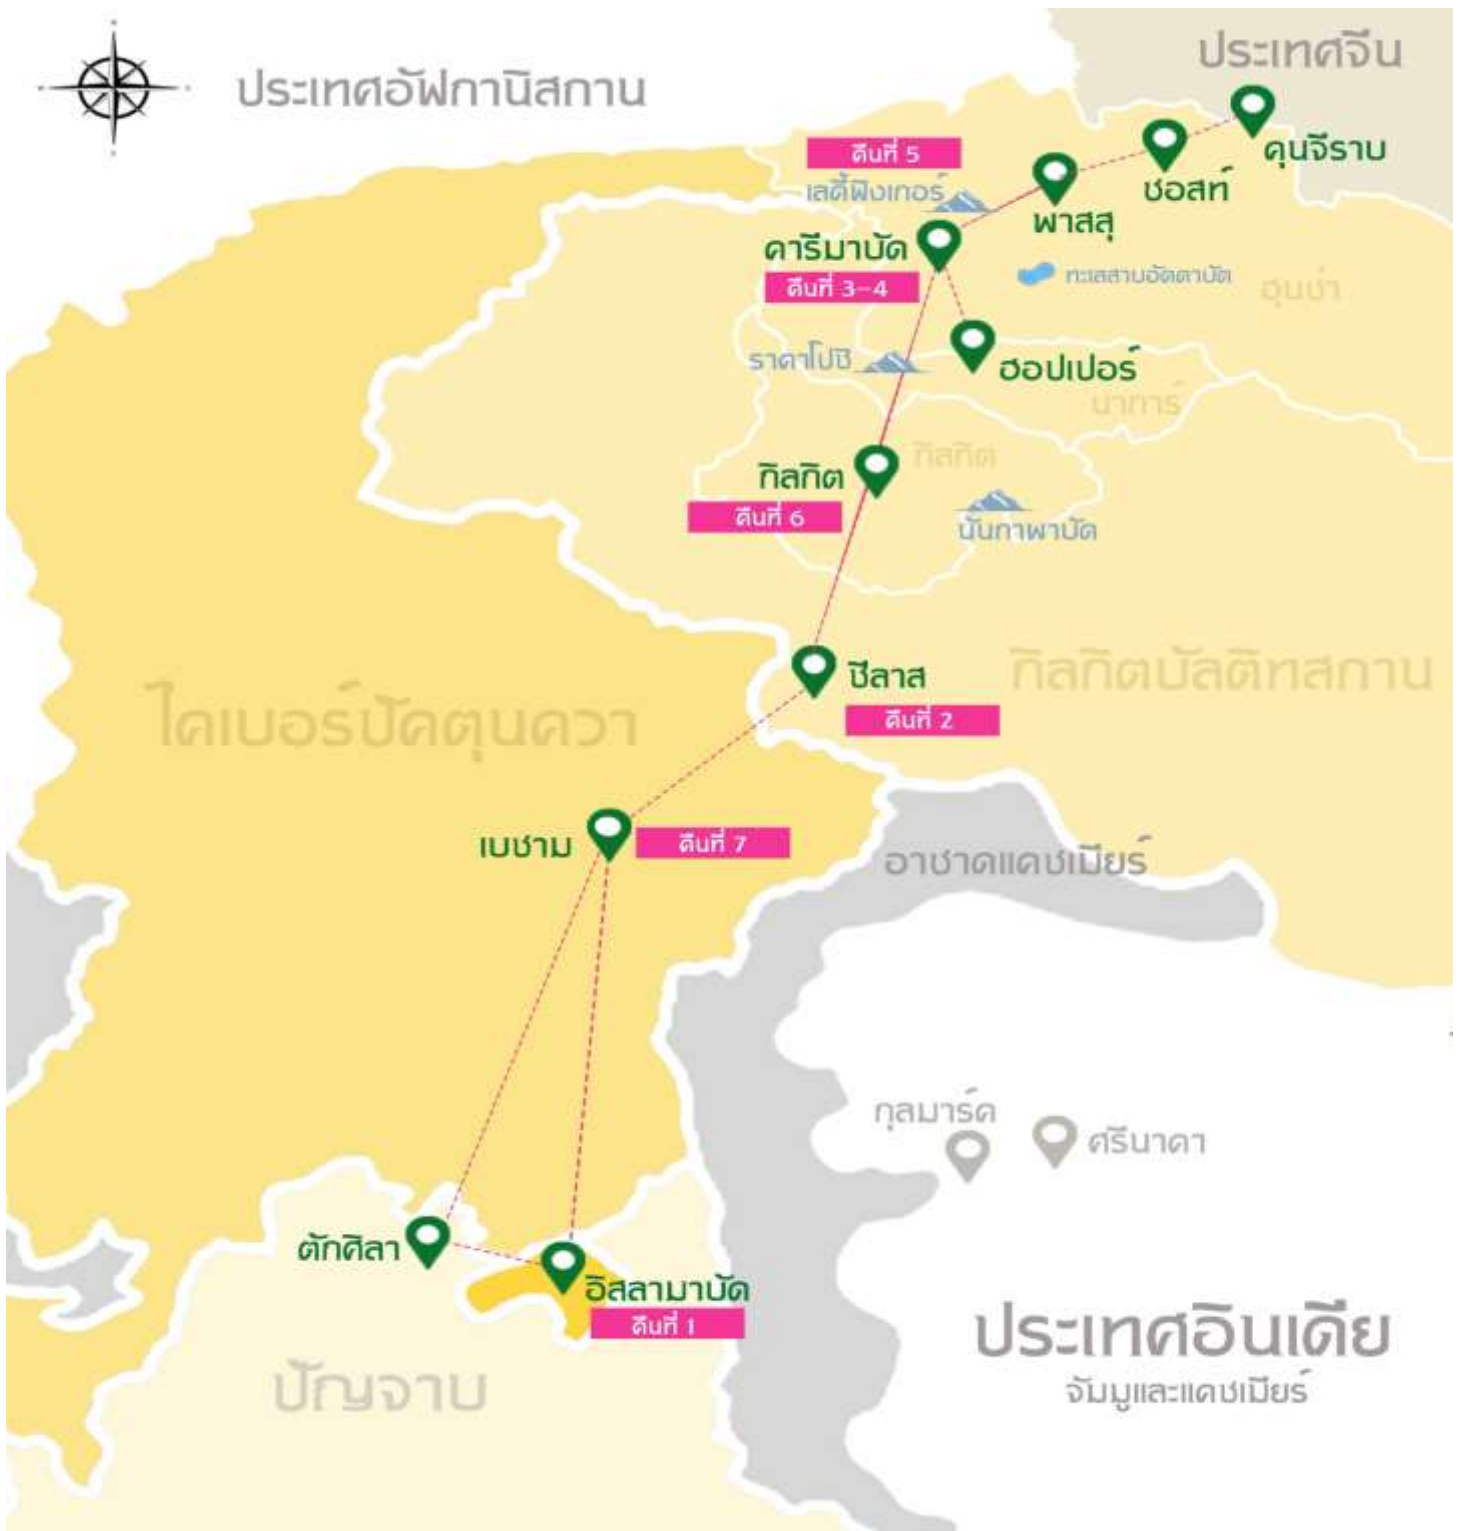 ประเทศจีน
ประเทศอัฟกานิสถาน
คุนจีราบ
คืนที่ 5
ซอสท์
เลดี้ฟิงเกอร์
พาสสุ
คารีมาบัด
คืนที่ 3-4
ทะเลสาบอัตตาบัด
ฮุนซ่า
ราคาโปชิ
ฮอปเปอร์
นาการ์
กิลกิต
กิลกิต
คืนที่ 6
นันกาพาบัต
กิลกิตบัลติทสถาน
ชีลาส
คืนที่ 2
ไคเบอร์ปัคตุนควา
เบชาม
คืนที่ 7
อาซาดแคชเมียร์
กุลมาร์ค
ศรีนาคา
ตักศิลา
อิสลามาบัด
คืนที่ 1
ประเทศอินเดีย
จัมมูและแคชเมียร์
ปัญจาบ